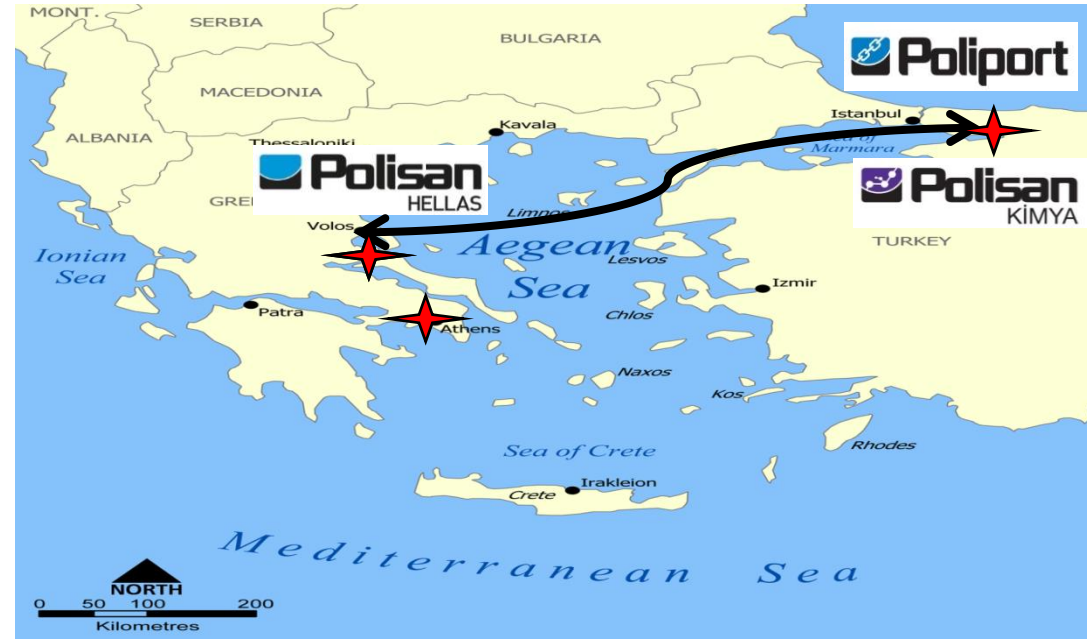 MONT.
SERBIA
BULGARIA
Poliport
MACEDONIA
Istanbul
Kavala
ALBANIA
Thessaloniki
Marmara
Polisan
HELLAS
Polisan
KİMYA
Limnos
Volos
TURKEY
Aegean
Sea
Lesvos
Ionian
Sea
Izmir
Patra
Athens
Chlos
Naxos
Kos
Rhodes
Sea of Crete
Irakleion
Crete
Mediterranean Sea
NORTH
0 50 100 200
Kilometres